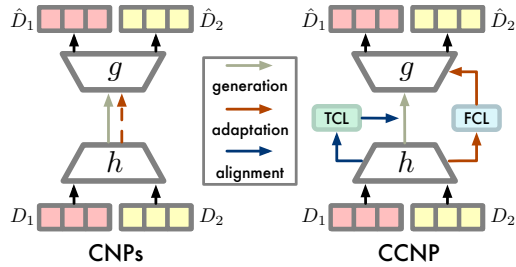 D̂₁ D̂₂ D̂₁ D̂₂
g g
generation
adaptation
alignment
TCL FCL
h h
D₁ D₂ D₁ D₂
CNPs CCNP